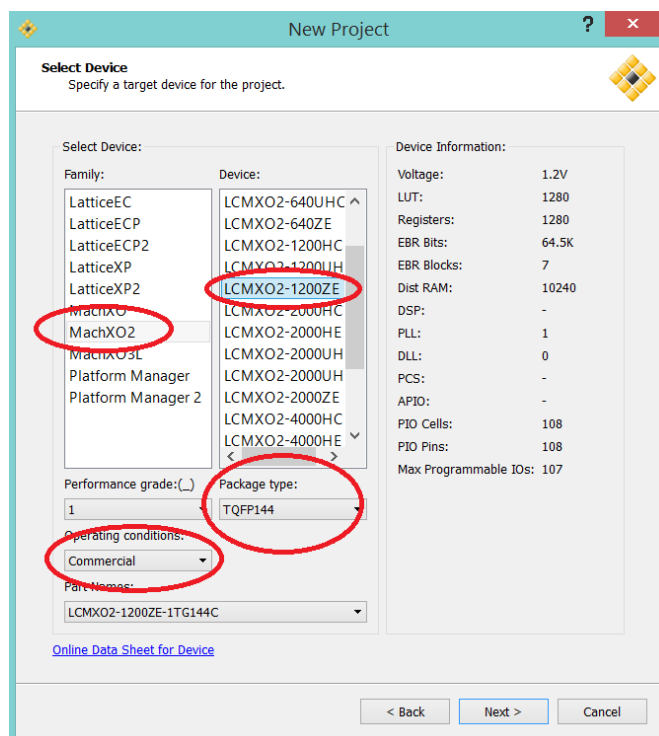 New Project
?
x
Select Device
Specify a target device for the project.
Select Device:
Family:
LatticeEC
LatticeECP
LatticeECP2
LatticeXP
LatticeXP2
MachXO
MachXO2
MachXO3L
Platform Manager
Platform Manager 2
Device:
LCMXO2-640UHC
LCMXO2-640ZE
LCMXO2-1200HC
LCMXO2-1200UH
LCMXO2-1200ZE
LCMXO2-2000HC
LCMXO2-2000HE
LCMXO2-2000UH
LCMXO2-2000UH
LCMXO2-2000ZE
LCMXO2-4000HC
LCMXO2-4000HE
Performance grade:(_)
1
Package type:
TQFP144
Operating conditions:
Commercial
Part Names:
LCMXO2-1200ZE-1TG144C
Online Data Sheet for Device
Device Information:
Voltage: 1.2V
LUT: 1280
Registers: 1280
EBR Bits: 64.5K
EBR Blocks: 7
Dist RAM: 10240
DSP: -
PLL: 1
DLL: 0
PCS: -
APIO: -
PIO Cells: 108
PIO Pins: 108
Max Programmable IOs: 107
< Back
Next >
Cancel